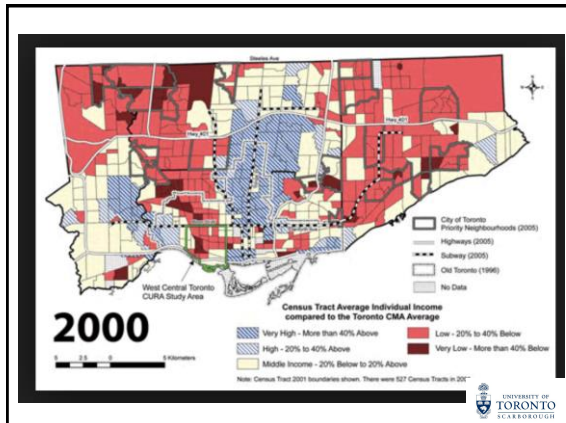 Steeles Ave
Hwy_401
Hwy_401
West Central Toronto
CURA Study Area
City of Toronto
Priority Neighbourhoods (2005)
Highways (2005)
Subway (2005)
Old Toronto (1996)
No Data
2000
5 2.5 0 5 Kilometers
Census Tract Average Individual Income
compared to the Toronto CMA Average
Very High - More than 40% Above
High - 20% to 40% Above
Middle Income - 20% Below to 20% Above
Low - 20% to 40% Below
Very Low - More than 40% Below
Note: Census Tract 2001 boundaries shown. There were 527 Census Tracts in
UNIVERSITY OF
TORONTO
SCARBOROUGH